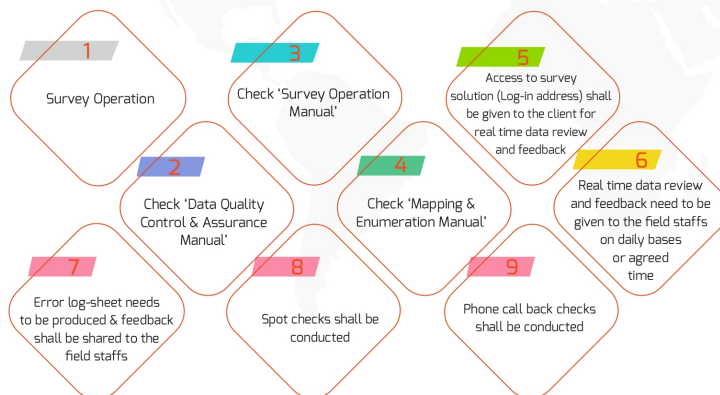 1
Survey Operation
2
Check ‘Data Quality
Control & Assurance
Manual’
3
Check ‘Survey Operation
Manual’
4
Check ‘Mapping &
Enumeration Manual’
5
Access to survey
solution (Log-in address) shall
be given to the client for
real time data review
and feedback
6
Real time data review
and feedback need to be
given to the field staffs
on daily bases
or agreed
time
7
Error log-sheet needs
to be produced & feedback
shall be shared to the
field staffs
8
Spot checks shall be
conducted
9
Phone call back checks
shall be conducted